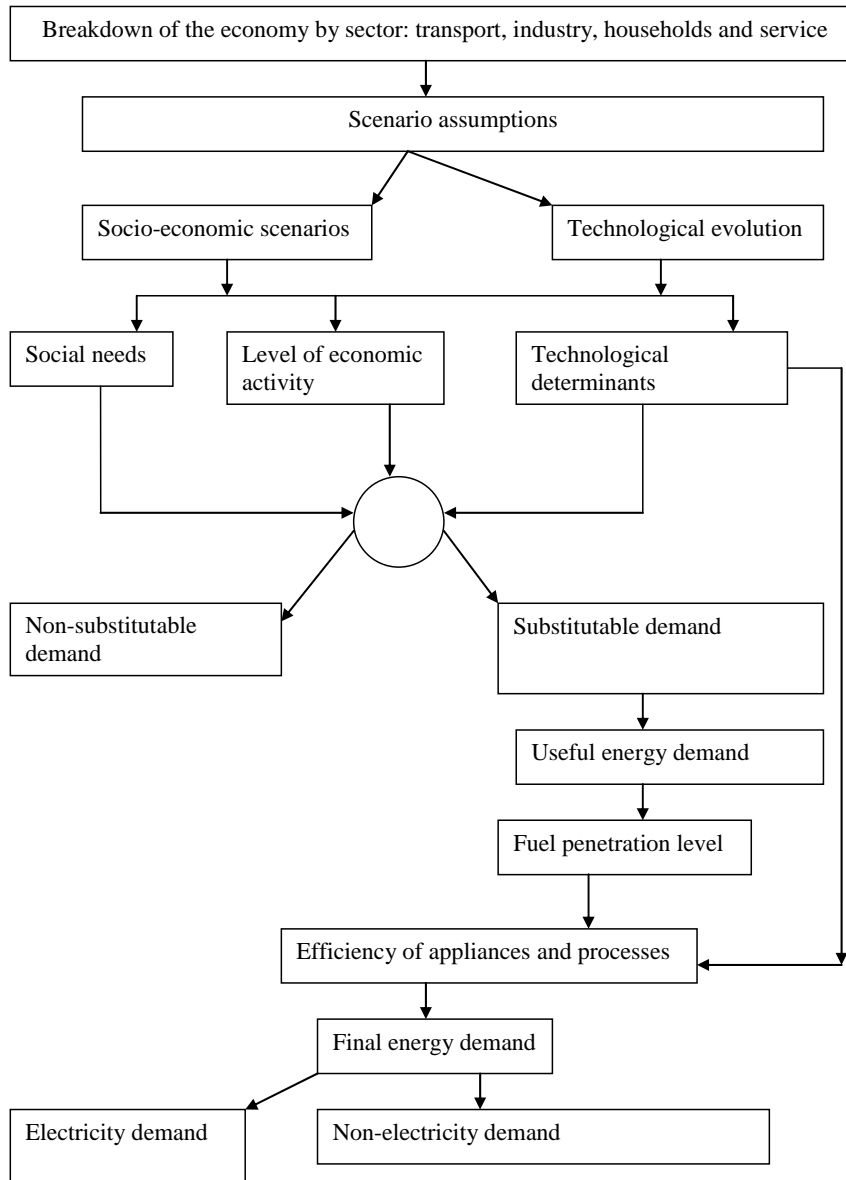 Breakdown of the economy by sector: transport, industry, households and service
Scenario assumptions
Socio-economic scenarios
Technological evolution
Social needs
Level of economic
activity
Technological
determinants
Non-substitutable
demand
Substitutable demand
Useful energy demand
Fuel penetration level
Efficiency of appliances and processes
Final energy demand
Electricity demand
Non-electricity demand